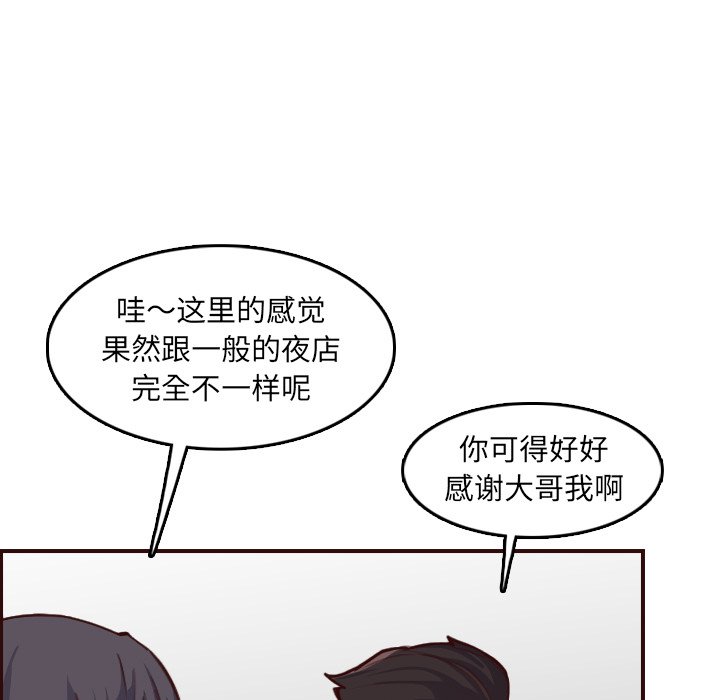 哇～这里的感觉
果然跟一般的夜店
完全不一样呢
你可得好好
感谢大哥我啊